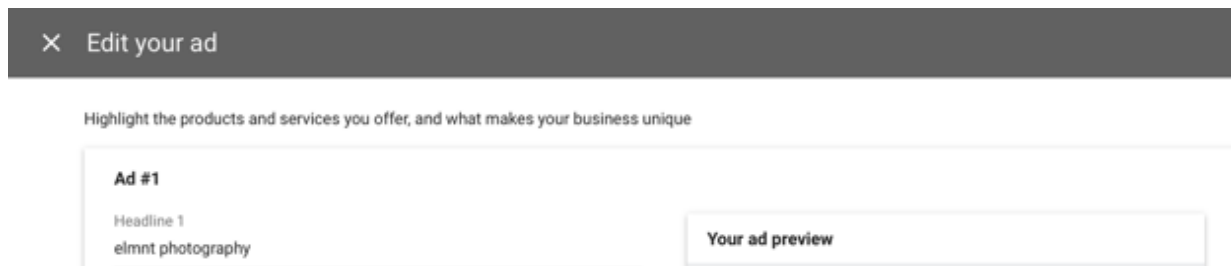 Edit your ad
Highlight the products and services you offer, and what makes your business unique
Ad #1
Headline 1
elmnt photography
Your ad preview